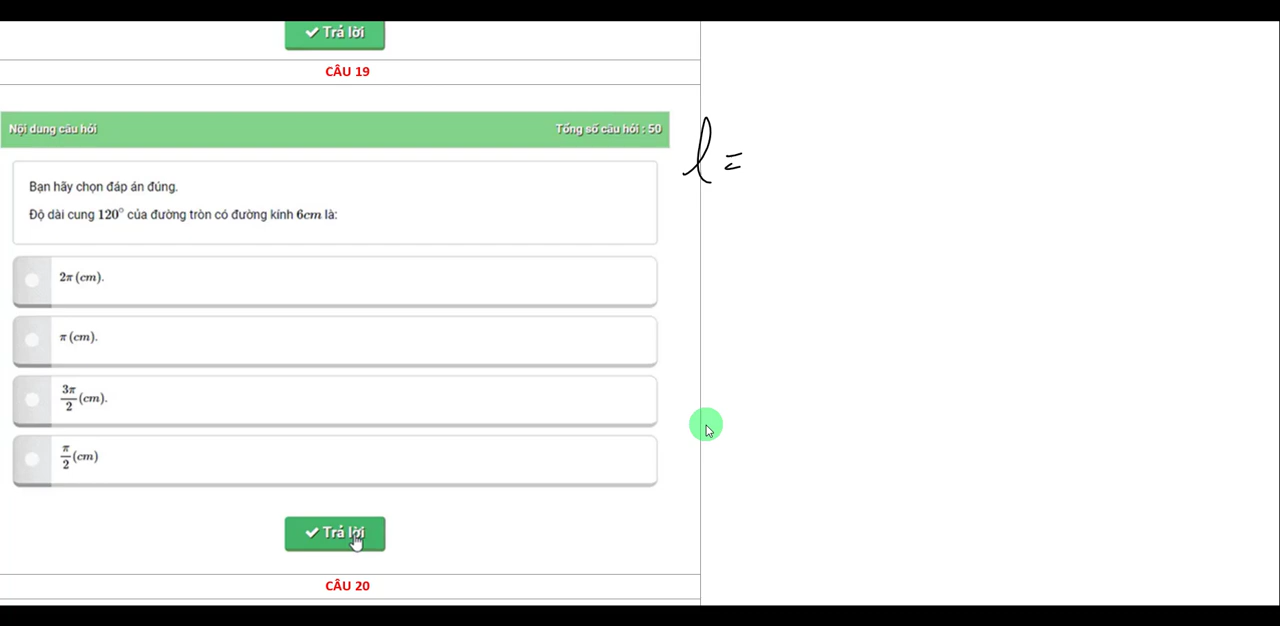 ✔ Trả lời
CÂU 19
Nội dung câu hỏi
Tổng số câu hỏi : 50
Bạn hãy chọn đáp án đúng.
Độ dài cung 120° của đường tròn có đường kính 6cm là:
l =
2π (cm).
π (cm).
3π/2 (cm).
π/2 (cm)
✔ Trả lời
CÂU 20